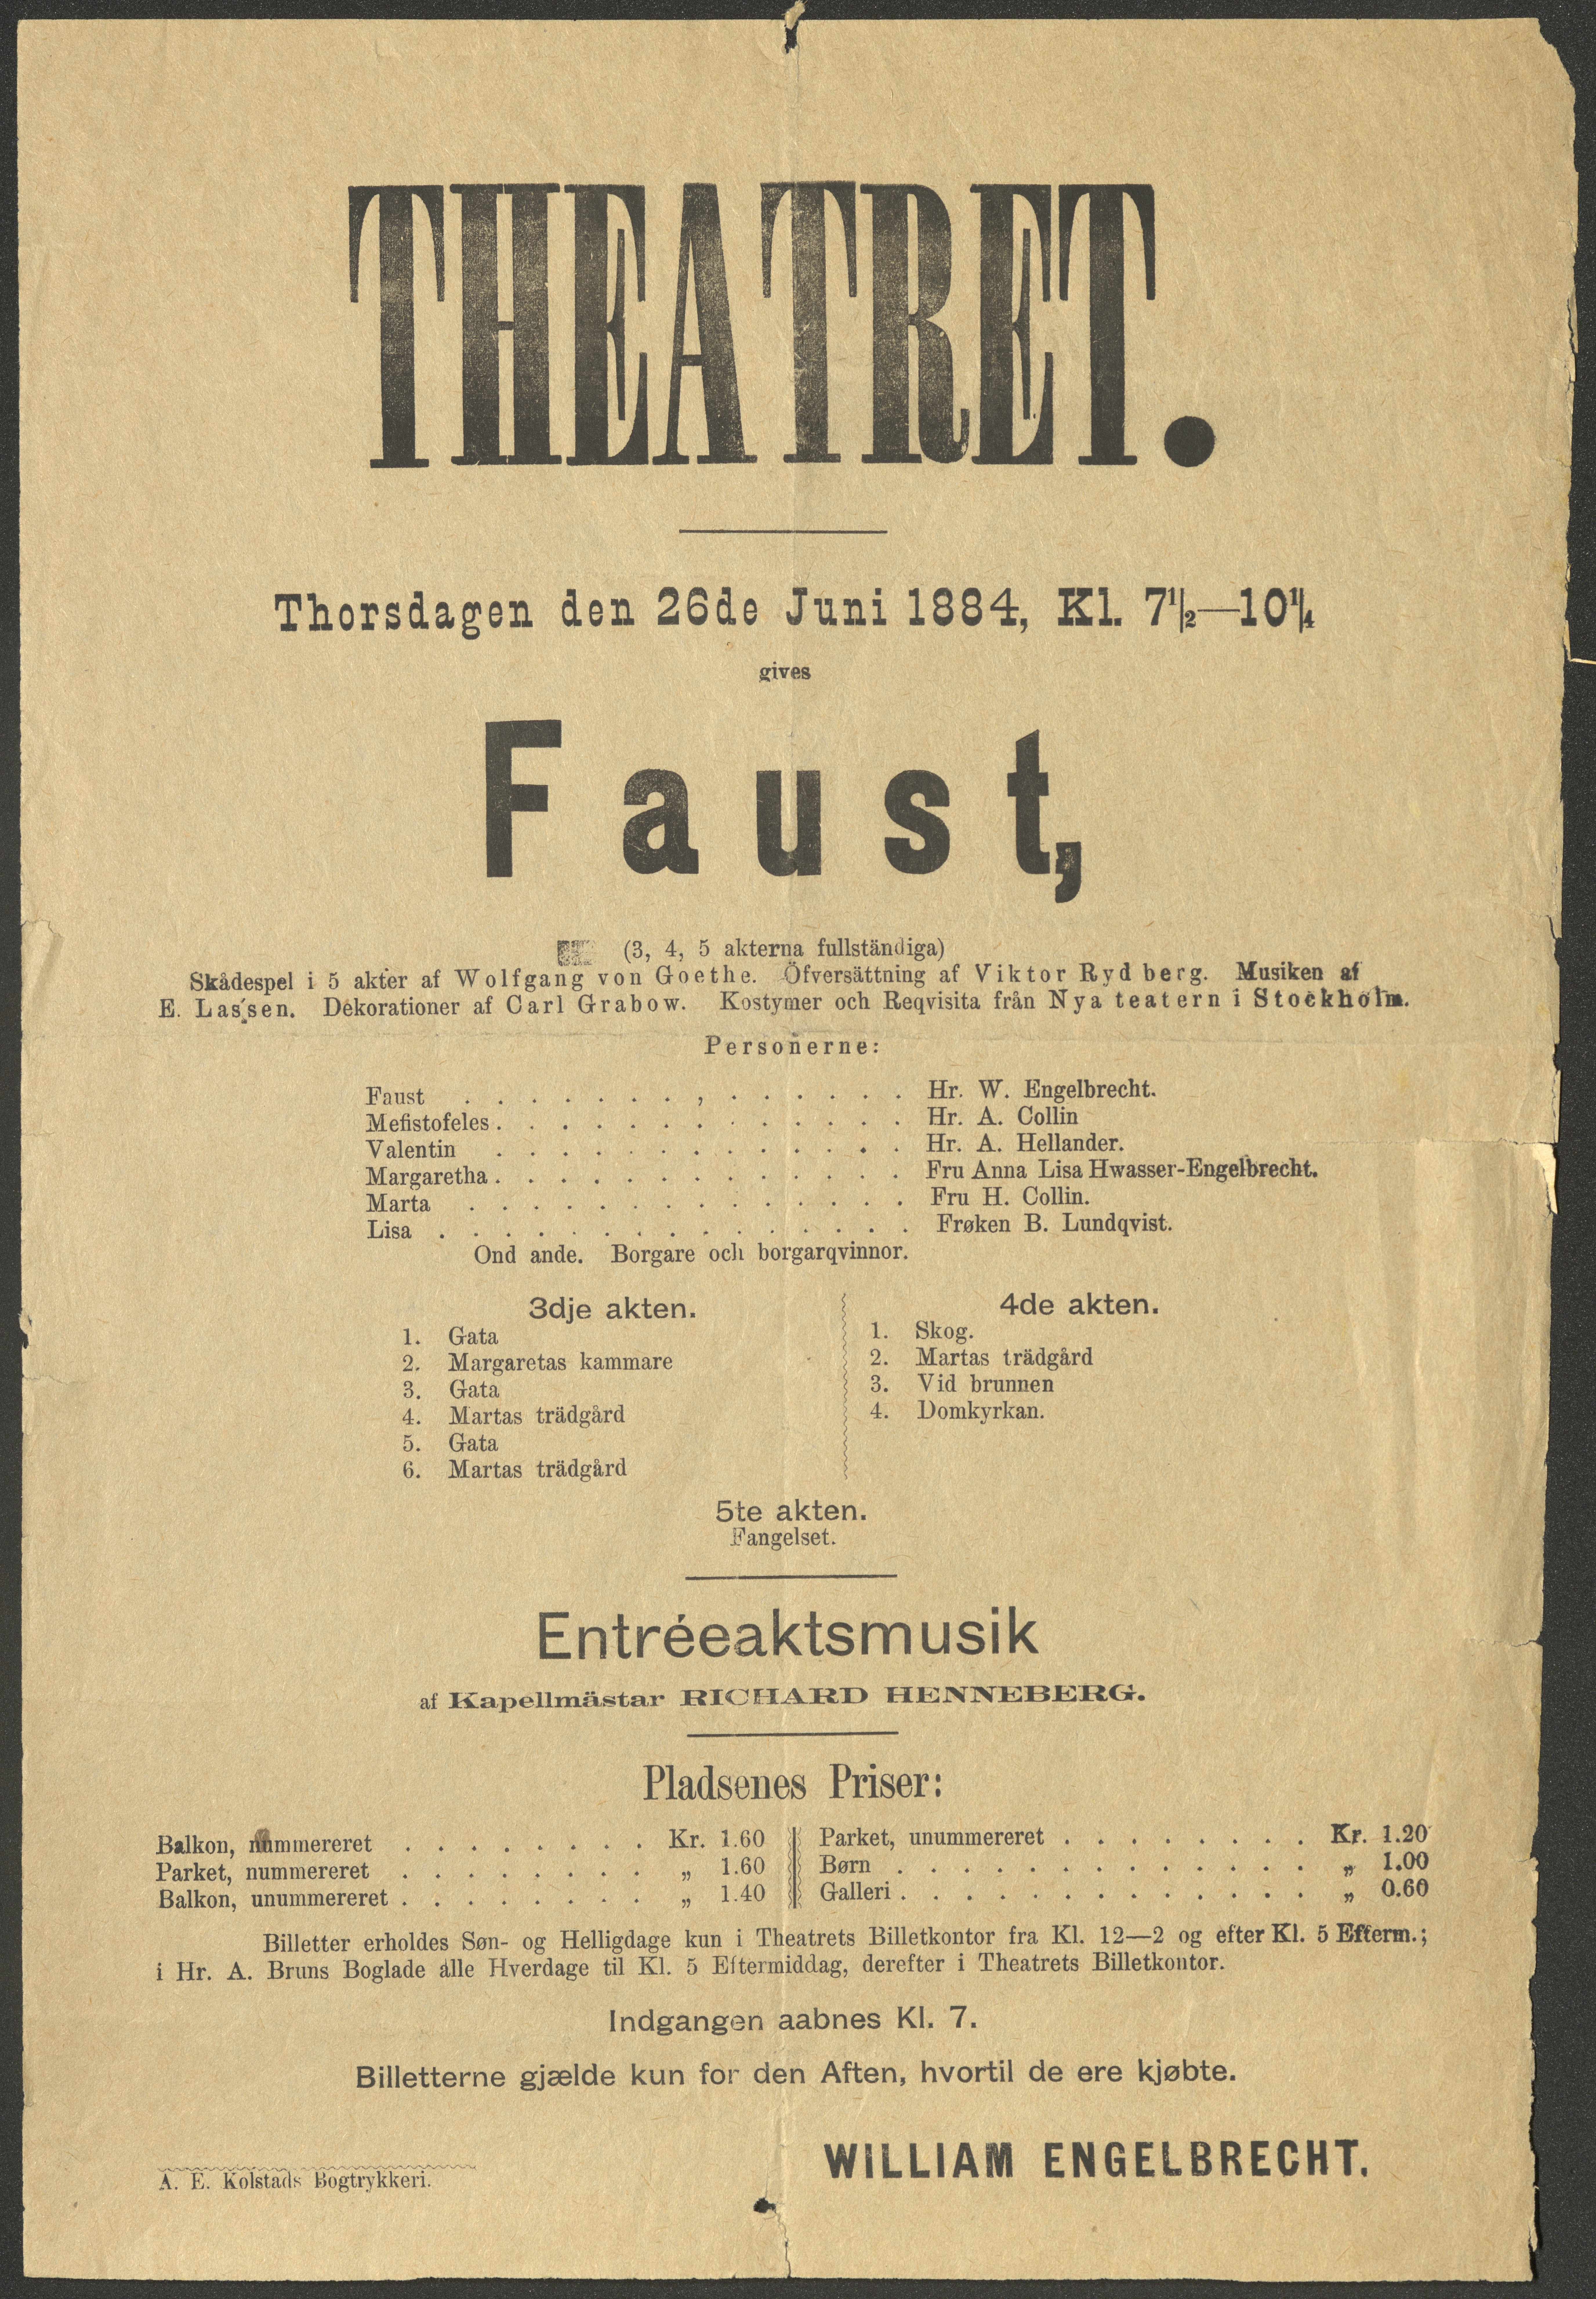 THEATRET.
Thorsdagen den 26de Juni 1884, Kl. 7½—10¼
gives
Faust,
(3, 4, 5 akterna fullständiga)
Skådespel i 5 akter af Wolfgang von Goethe. Öfversättning af Viktor Rydberg. Musiken af
E. Lassen. Dekorationer af Carl Grabow. Kostymer och Reqvisita från Nya teatern i Stockholm.
Personerne:
Faust . . . . . . . , . . . . . . Hr. W. Engelbrecht.
Mefistofeles . . . . . . . . . . . . . Hr. A. Collin
Valentin . . . . . . . . . . . . . Hr. A. Hellander.
Margaretha . . . . . . . . . . . . . Fru Anna Lisa Hwasser-Engelbrecht.
Marta . . . . . . . . . . . . . . Fru H. Collin.
Lisa . . . . . . . . . . . . . . . Frøken B. Lundqvist.
Ond ande. Borgare och borgarqvinnor.
3dje akten.
1. Gata
2. Margaretas kammare
3. Gata
4. Martas trädgård
5. Gata
6. Martas trädgård
4de akten.
1. Skog.
2. Martas trädgård
3. Vid brunnen
4. Domkyrkan.
5te akten.
Fangelset.
Entréeaktsmusik
af Kapellmästar RICHARD HENNEBERG.
Pladsenes Priser:
Balkon, nummereret . . . . . . . . Kr. 1.60
Parket, nummereret . . . . . . . . „ 1.60
Balkon, unummereret . . . . . . . . „ 1.40
Parket, unummereret . . . . . . . . Kr. 1.20
Børn . . . . . . . . . . . . . „ 1.00
Galleri . . . . . . . . . . . . . „ 0.60
Billetter erholdes Søn- og Helligdage kun i Theatrets Billetkontor fra Kl. 12—2 og efter Kl. 5 Efterm.;
i Hr. A. Bruns Boglade alle Hverdage til Kl. 5 Eftermiddag, derefter i Theatrets Billetkontor.
Indgangen aabnes Kl. 7.
Billetterne gjælde kun for den Aften, hvortil de ere kjøbte.
WILLIAM ENGELBRECHT.
A. E. Kolstads Bogtrykkeri.